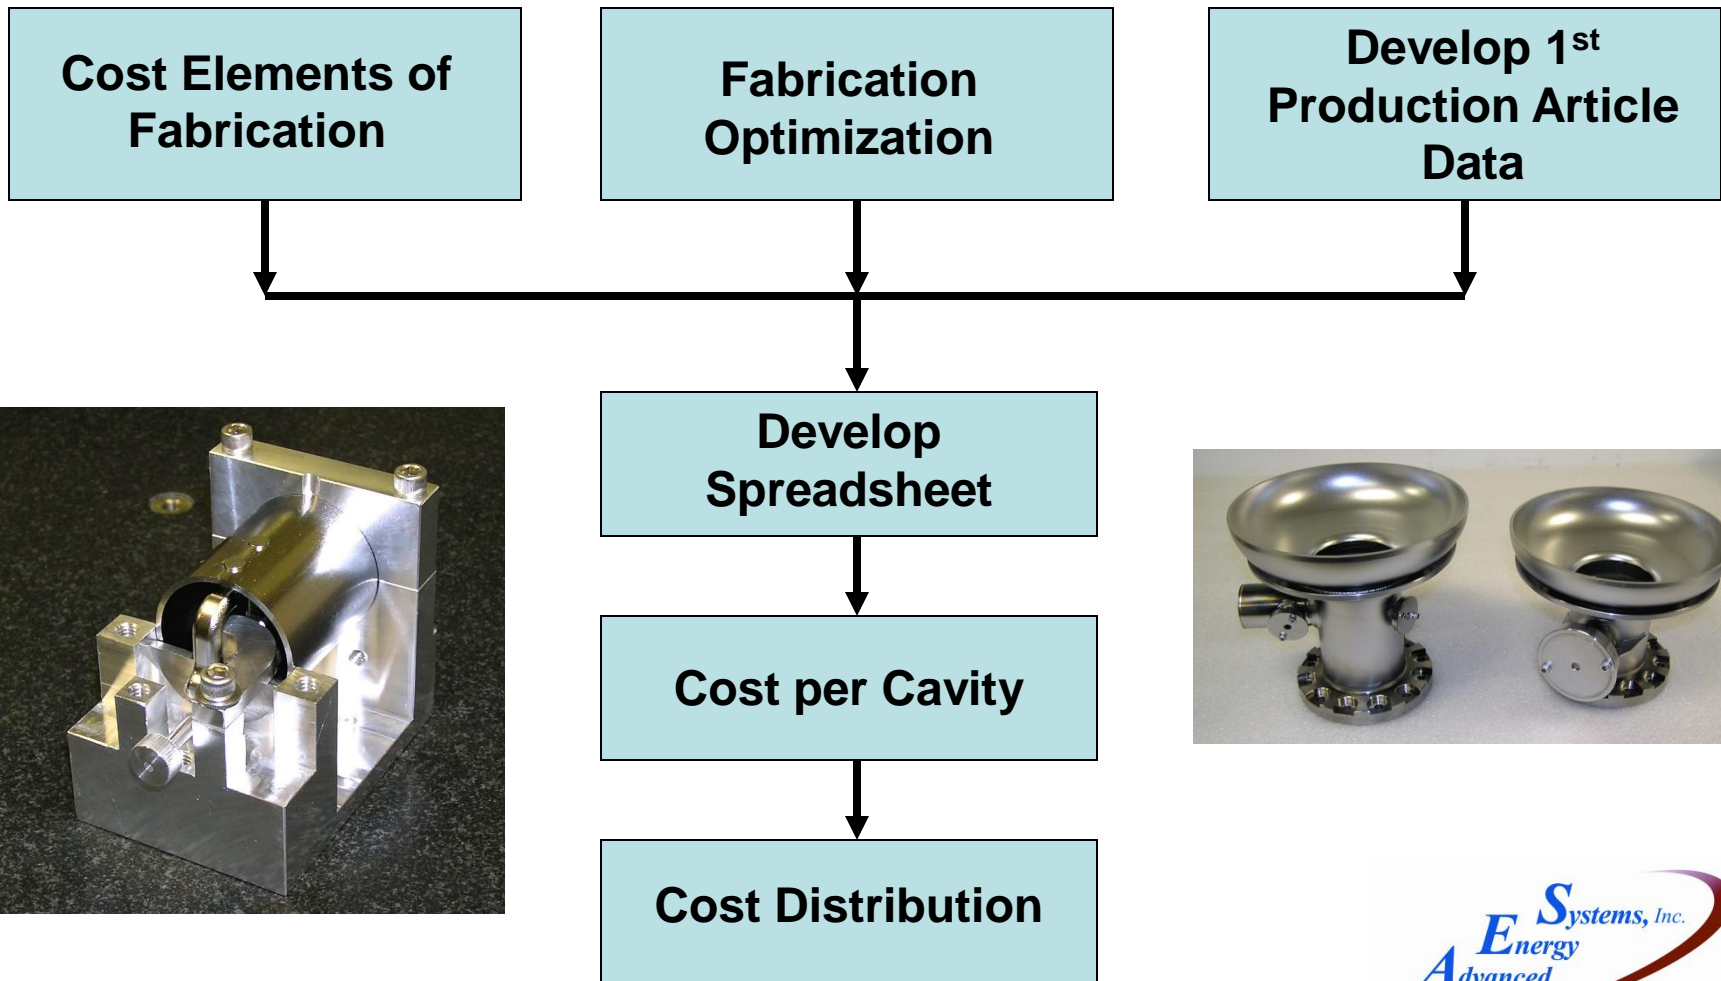 Cost Elements of
Fabrication
Fabrication
Optimization
Develop 1st
Production Article
Data
Develop
Spreadsheet
Cost per Cavity
Cost Distribution
Systems, Inc.
Energy
Advanced